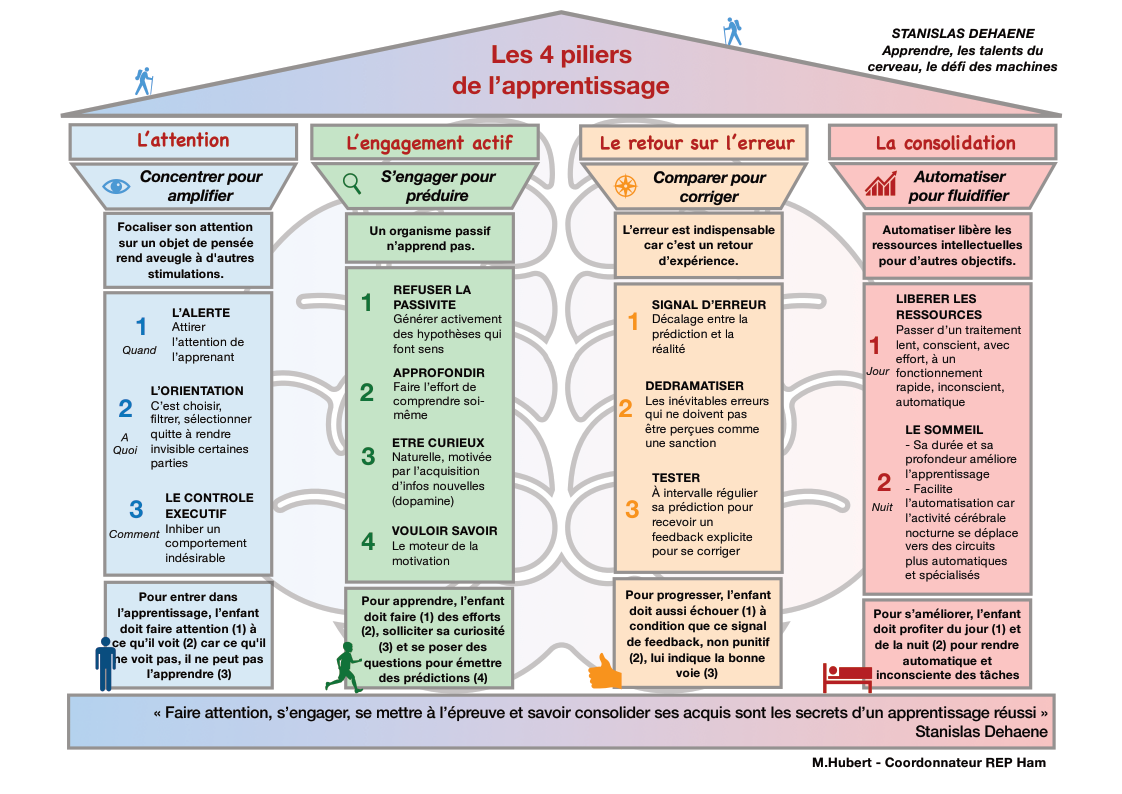 STANISLAS DEHAENE
Apprendre, les talents du
cerveau, le défi des machines
Les 4 piliers
de l'apprentissage
L'attention
Concentrer pour
amplifier
Focaliser son attention
sur un objet de pensée
rend aveugle à d'autres
stimulations.
1
Quand
L'ALERTE
Attirer
l'attention de
l'apprenant
2
A
Quoi
L'ORIENTATION
C'est choisir,
filtrer, sélectionner
quitte à rendre
invisible certaines
parties
3
Comment
LE CONTROLE
EXECUTIF
Inhiber un
comportement
indésirable
Pour entrer dans
l'apprentissage, l'enfant
doit faire attention (1) à
ce qu'il voit (2) car ce qu'il
ne voit pas, il ne peut pas
l'apprendre (3)
L'engagement actif
S'engager pour
préduire
Un organisme passif
n'apprend pas.
1
REFUSER LA
PASSIVITE
Générer activement
des hypothèses qui
font sens
2
APPROFONDIR
Faire l'effort de
comprendre soi-
même
3
ETRE CURIEUX
Naturelle, motivée
par l'acquisition
d'infos nouvelles
(dopamine)
4
VOULOIR SAVOIR
Le moteur de la
motivation
Pour apprendre, l'enfant
doit faire (1) des efforts
(2), solliciter sa curiosité
(3) et se poser des
questions pour émettre
des prédictions (4)
Le retour sur l'erreur
Comparer pour
corriger
L'erreur est indispensable
car c'est un retour
d'expérience.
1
SIGNAL D'ERREUR
Décalage entre la
prédiction et la
réalité
2
DEDRAMATISER
Les inévitables erreurs
qui ne doivent pas
être perçues comme
une sanction
3
TESTER
À intervalle régulier
sa prédiction pour
recevoir un
feedback explicite
pour se corriger
Pour progresser, l'enfant
doit aussi échouer (1) à
condition que ce signal
de feedback, non punitif
(2), lui indique la bonne
voie (3)
La consolidation
Automatiser
pour fluidifier
Automatiser libère les
ressources intellectuelles
pour d'autres objectifs.
1
Jour
LIBERER LES
RESSOURCES
Passer d'un traitement
lent, conscient, avec
effort, à un
fonctionnement
rapide, inconscient,
automatique
2
Nuit
LE SOMMEIL
- Sa durée et sa
profondeur améliore
l'apprentissage
- Facilite
l'automatisation car
l'activité cérébrale
nocturne se déplace
vers des circuits
plus automatiques
et spécialisés
Pour s'améliorer, l'enfant
doit profiter du jour (1) et
de la nuit (2) pour rendre
automatique et
inconsciente des tâches
« Faire attention, s'engager, se mettre à l'épreuve et savoir consolider ses acquis sont les secrets d'un apprentissage réussi »
Stanislas Dehaene
M.Hubert - Coordonnateur REP Ham